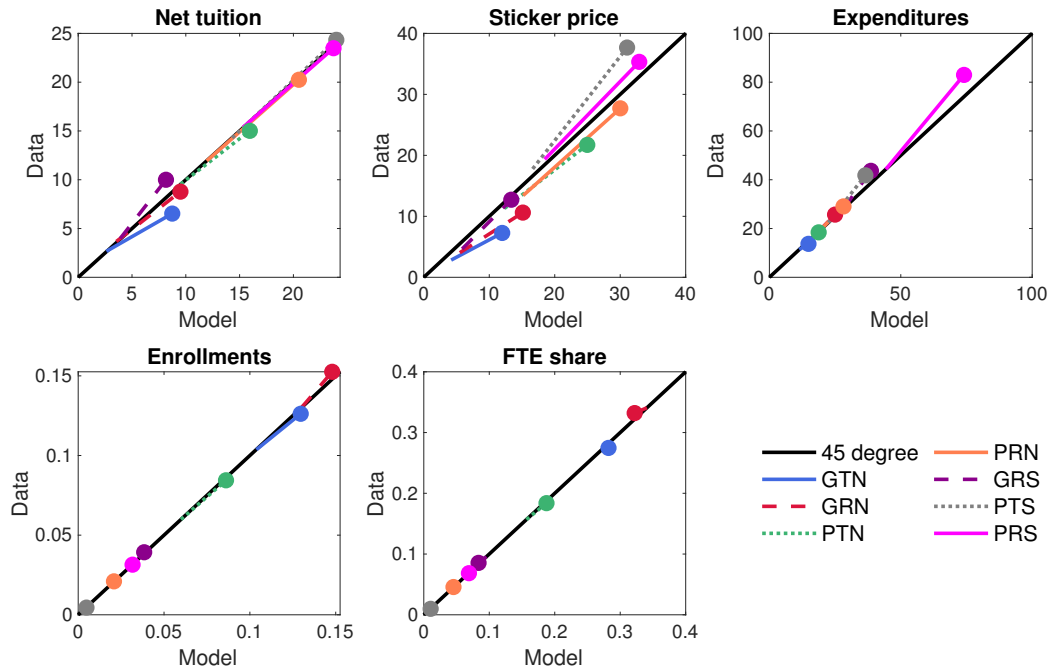 Net tuition
25
20
15
10
5
0
0 5 10 15 20
Data
Model
Sticker price
40
30
20
10
0
0 10 20 30 40
Data
Model
Expenditures
100
80
60
40
20
0
0 50 100
Data
Model
Enrollments
0.15
0.1
0.05
0
0 0.05 0.1 0.15
Data
Model
FTE share
0.4
0.3
0.2
0.1
0
0 0.1 0.2 0.3 0.4
Data
Model
45 degree
GTN
GRN
PTN
PRN
GRS
PTS
PRS